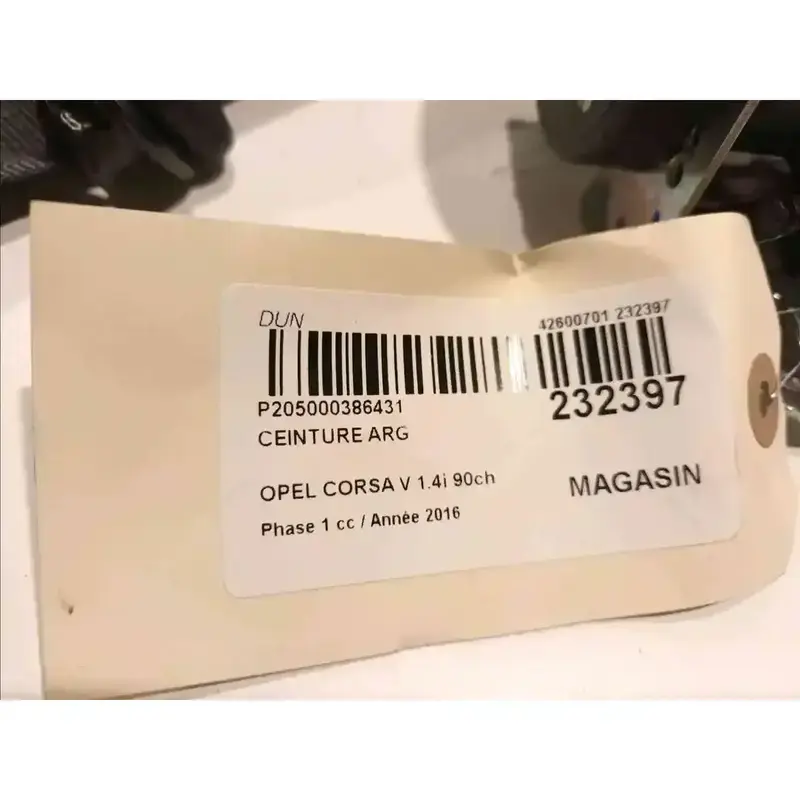 DUN
42600701 232397
P205000386431
232397
CEINTURE ARG
OPEL CORSA V 1.4i 90ch
MAGASIN
Phase 1 cc / Année 2016